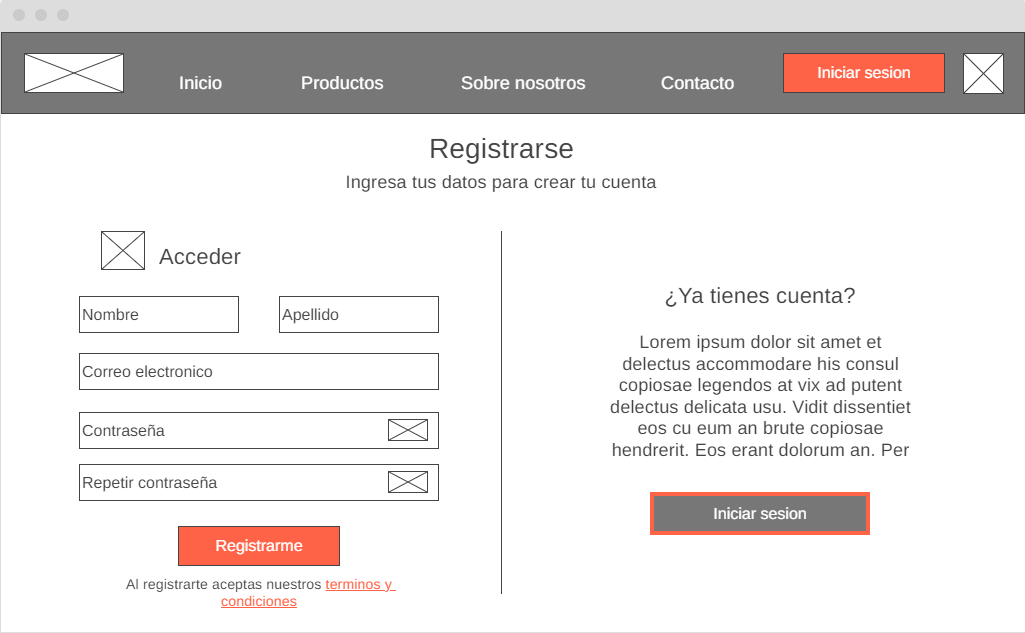 Inicio Productos Sobre nosotros Contacto Iniciar sesion
Registrarse
Ingresa tus datos para crear tu cuenta
Acceder
Nombre Apellido
Correo electronico
Contraseña
Repetir contraseña
Registrarme
Al registrarte aceptas nuestros terminos y
condiciones
¿Ya tienes cuenta?
Lorem ipsum dolor sit amet et
delectus accommodare his consul
copiosae legendos at vix ad putent
delectus delicata usu. Vidit dissentiet
eos cu eum an brute copiosae
hendrerit. Eos erant dolorum an. Per
Iniciar sesion